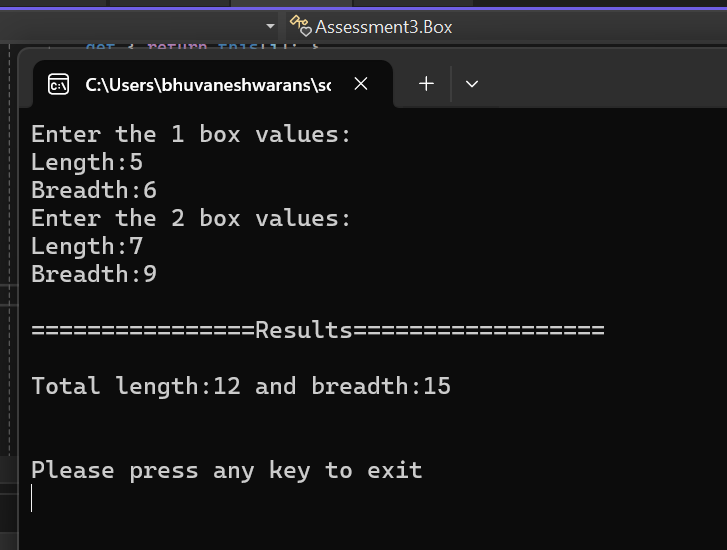 Assessment3.Box
get { return this[i]; }
C:\Users\bhuvaneshwarans\sc
Enter the 1 box values:
Length:5
Breadth:6
Enter the 2 box values:
Length:7
Breadth:9
================Results==================
Total length:12 and breadth:15
Please press any key to exit